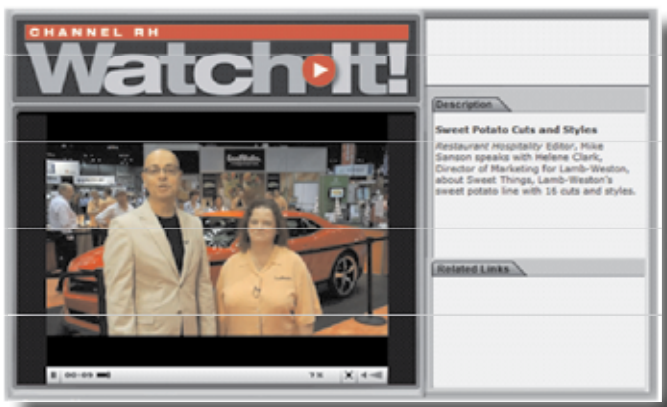 CHANNEL RH
Watch It!
Description
Sweet Potato Cuts and Styles
Restaurant Hospitality Editor, Mike
Sanson speaks with Helene Clark,
Director of Marketing for Lamb-Weston,
about Sweet Things, Lamb-Weston's
sweet potato line with 16 cuts and styles.
Related Links
00:09